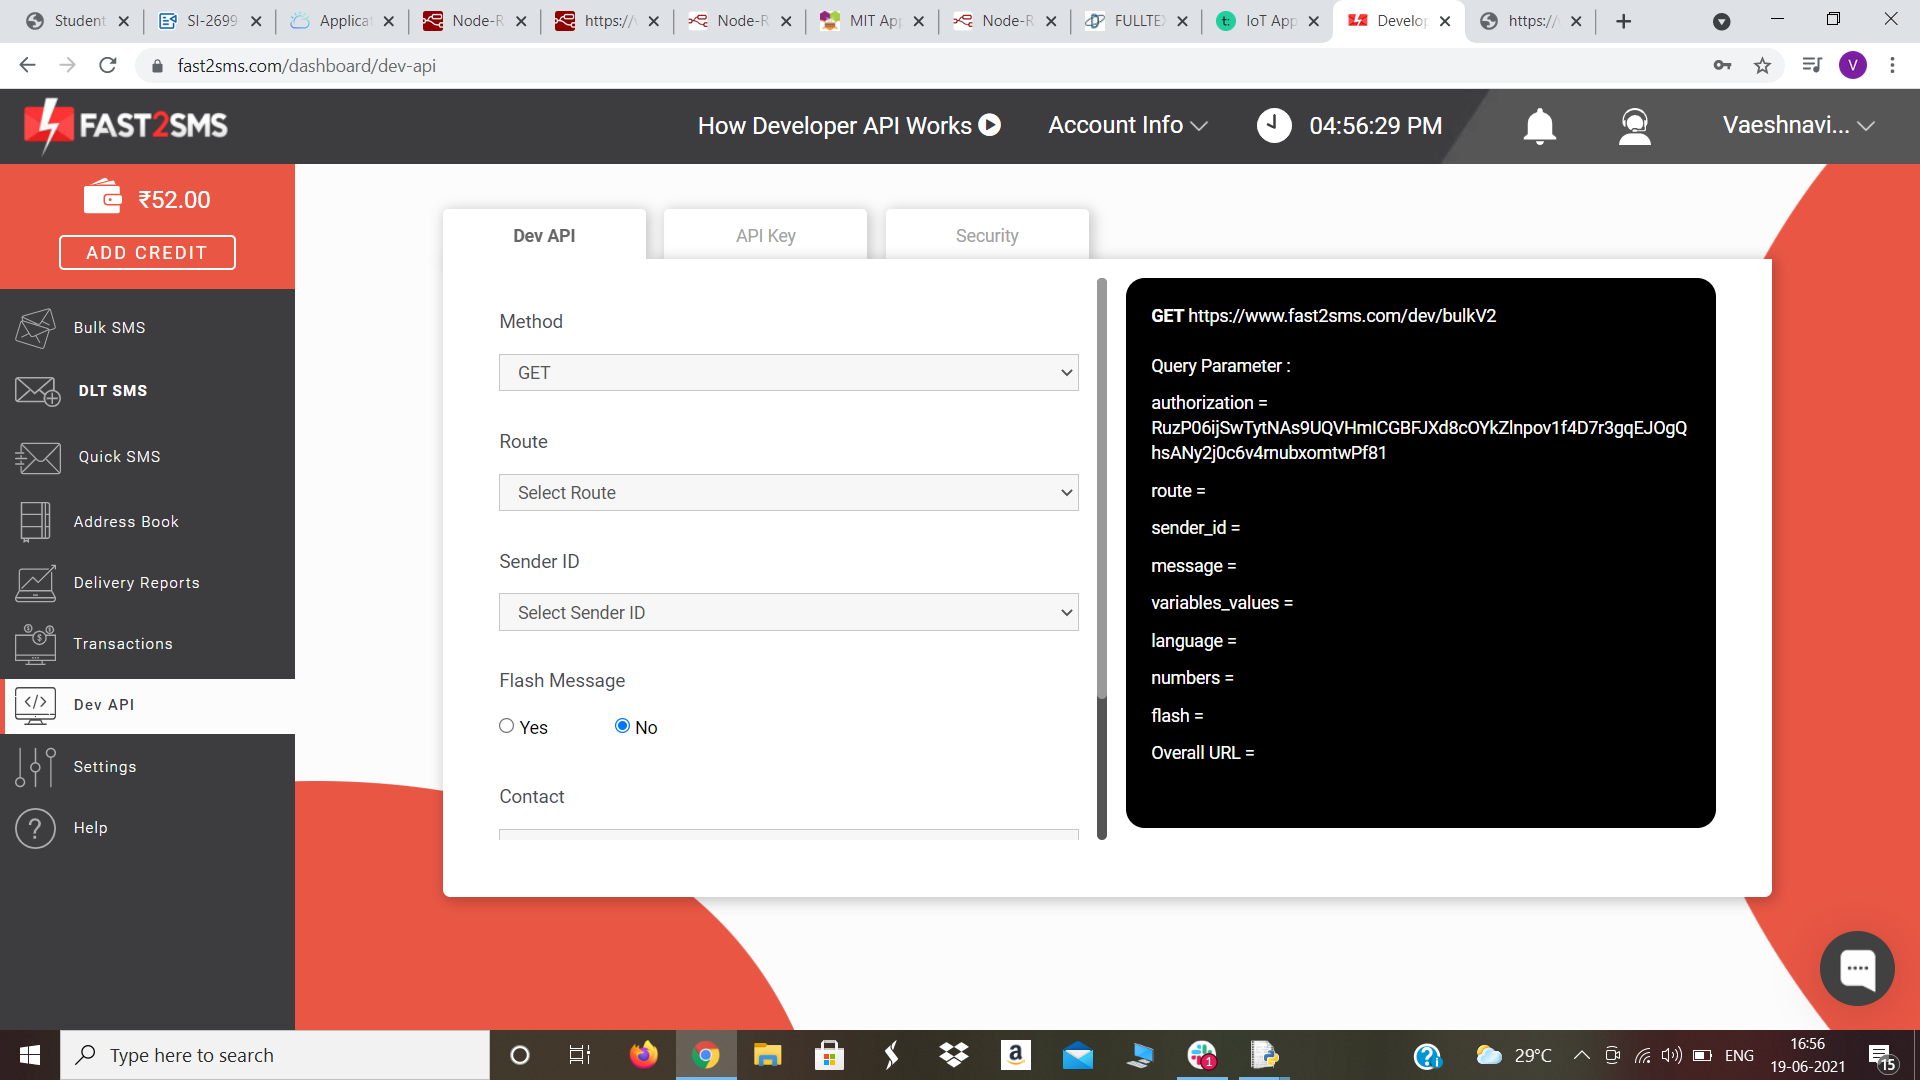 Student
SI-2699
Applicat
Node-R
https://
Node-R
MIT App
Node-R
FULLTEX
IoT App
Develop
https://
fast2sms.com/dashboard/dev-api
V
FAST2SMS
How Developer API Works
Account Info
04:56:29 PM
Vaeshnavi...
₹52.00
ADD CREDIT
Bulk SMS
DLT SMS
Quick SMS
Address Book
Delivery Reports
Transactions
Dev API
Settings
Help
Dev API
API Key
Security
Method
GET
Route
Select Route
Sender ID
Select Sender ID
Flash Message
Yes
No
Contact
GET https://www.fast2sms.com/dev/bulkV2
Query Parameter :
authorization =
RuzP06ijSwTytNAs9UQVHmICGBFJXd8cOYkZlnpov1f4D7r3gqEJOgQ
hsANy2j0c6v4rnubxomtwPf81
route =
sender_id =
message =
variables_values =
language =
numbers =
flash =
Overall URL =
Type here to search
29°C
ENG
16:56
19-06-2021
15